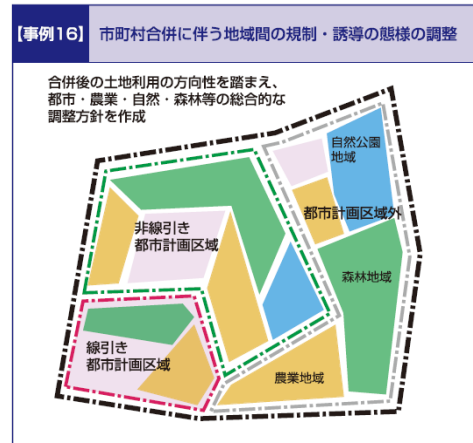 【事例16】 市町村合併に伴う地域間の規制・誘導の態様の調整
合併後の土地利用の方向性を踏まえ、
都市・農業・自然・森林等の総合的な
調整方針を作成
自然公園
地域
非線引き
都市計画区域
都市計画区域外
森林地域
線引き
都市計画区域
農業地域